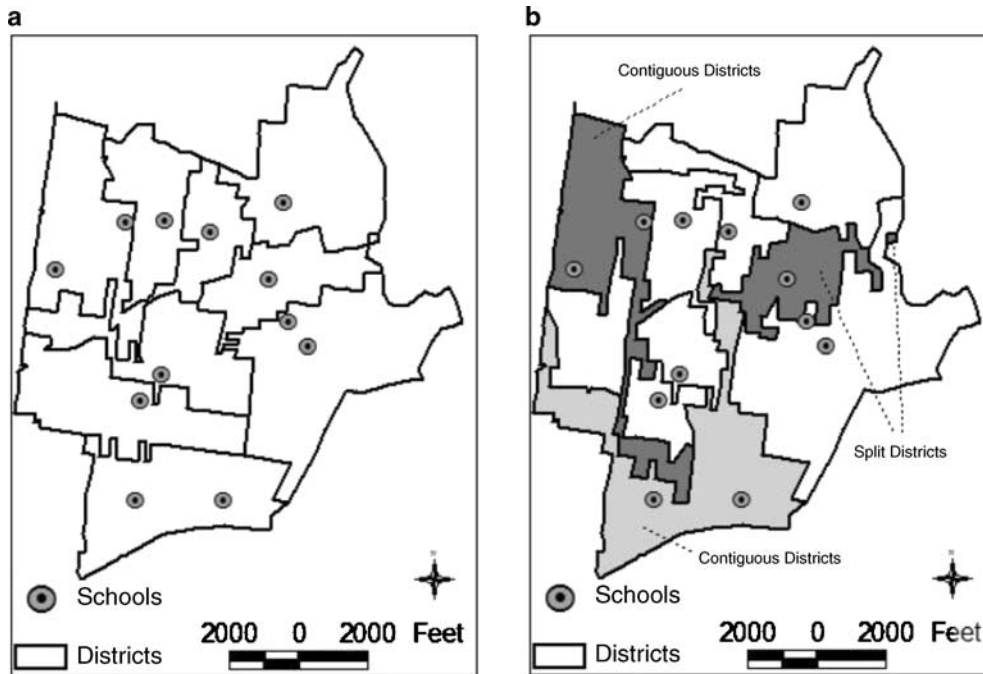 a
Schools
2000 0 2000 Feet
Districts
b
Contiguous Districts
Split Districts
Contiguous Districts
Schools
2000 0 2000 Feet
Districts